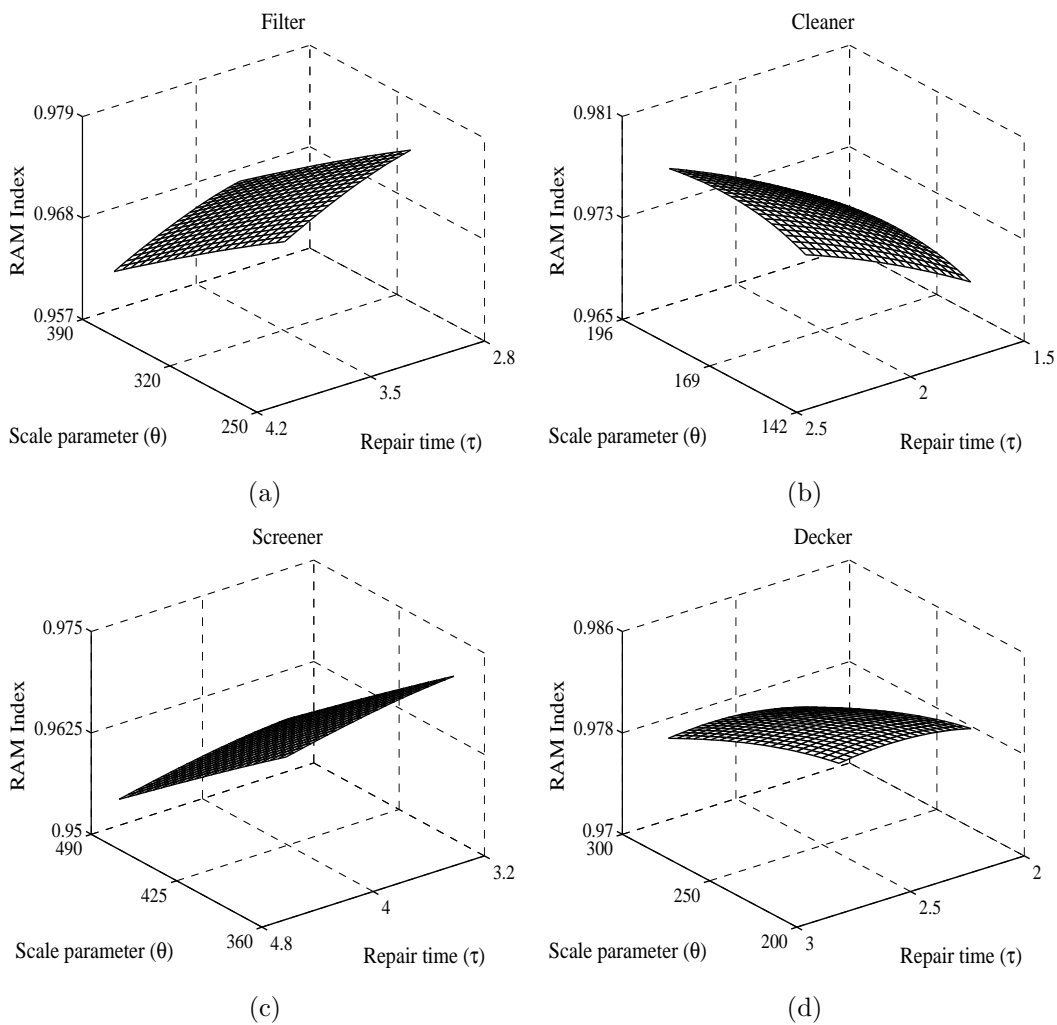 Filter
0.979
0.968
0.957
RAM Index
390
320
250
Scale parameter (θ)
4.2
3.5
2.8
Repair time (τ)
(a)
Cleaner
0.981
0.973
0.965
RAM Index
196
169
142
Scale parameter (θ)
2.5
2
1.5
Repair time (τ)
(b)
Screener
0.975
0.9625
0.95
RAM Index
490
425
360
Scale parameter (θ)
4.8
4
3.2
Repair time (τ)
(c)
Decker
0.986
0.978
0.97
RAM Index
300
250
200
Scale parameter (θ)
3
2.5
2
Repair time (τ)
(d)